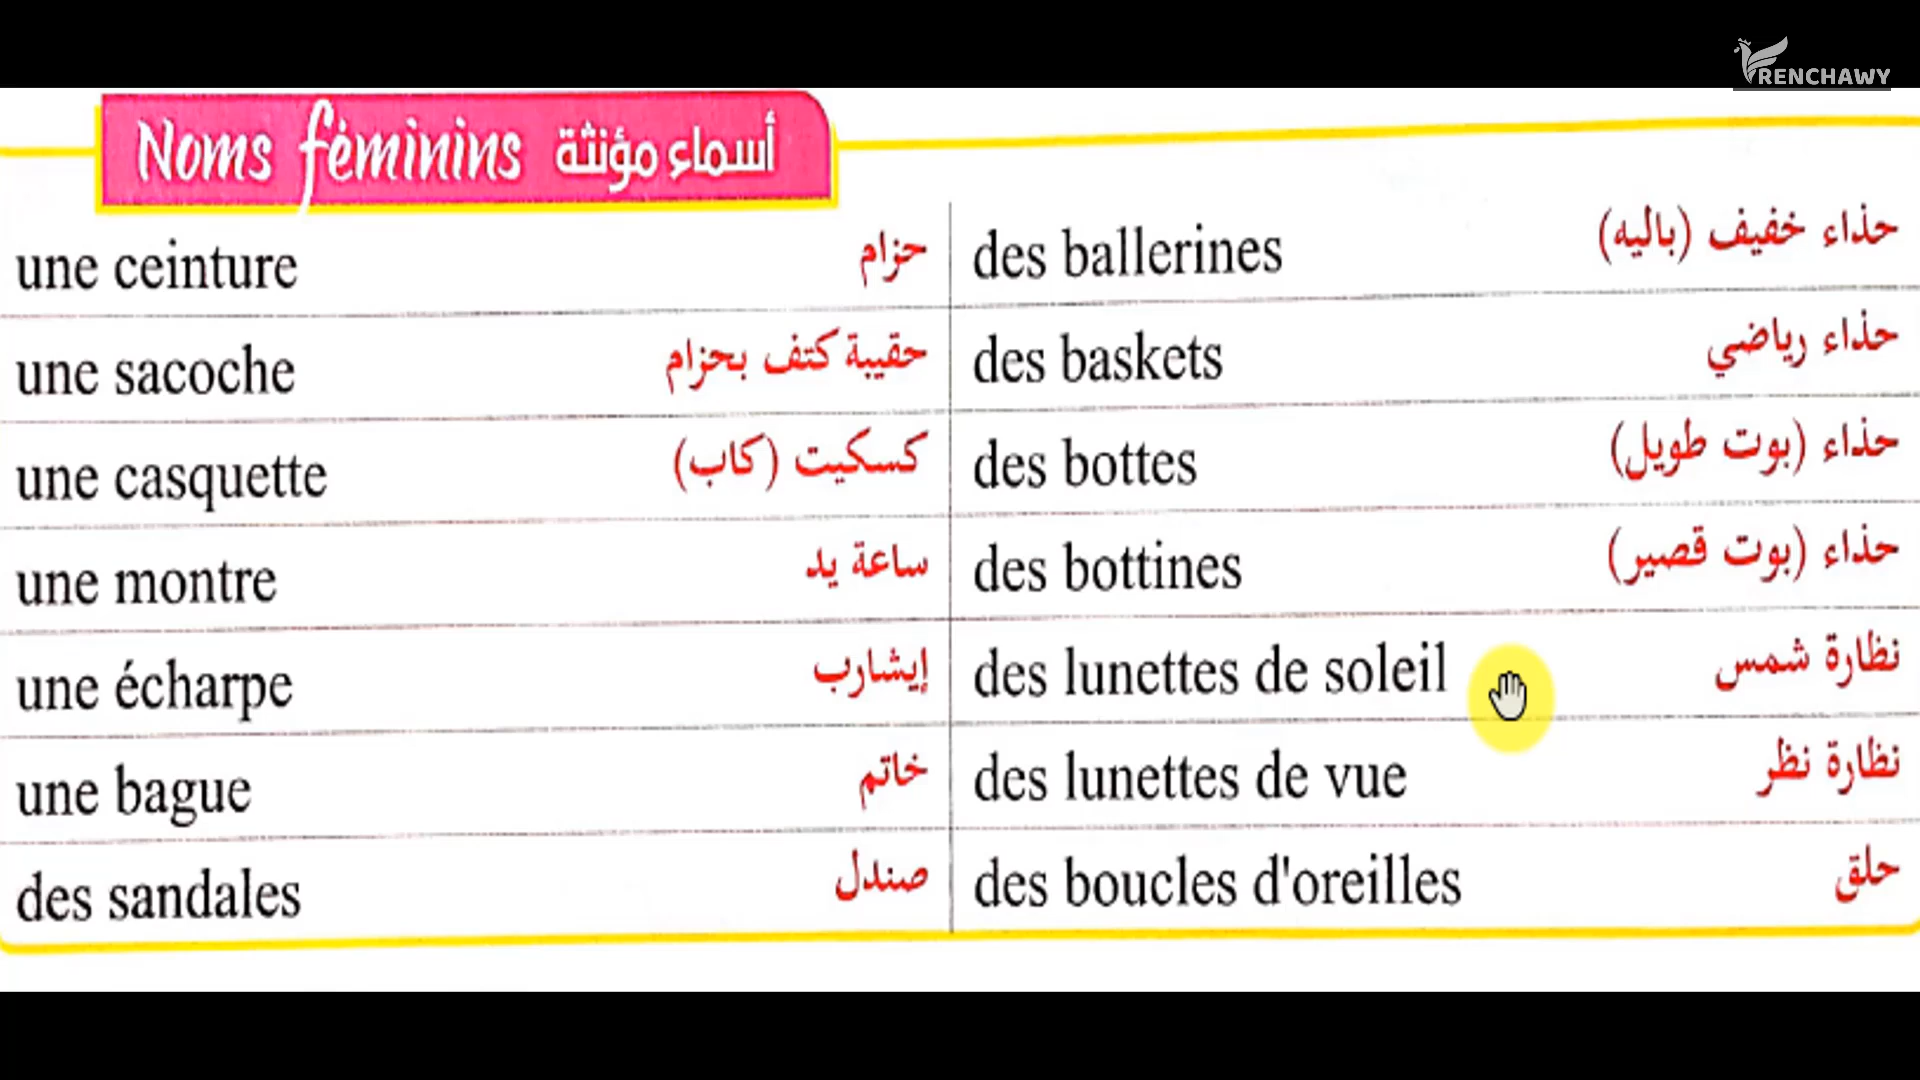 RENCHAWY
Noms féminins أسماء مؤنثة
une ceinture حزام
une sacoche حقيبة كتف بحزام
une casquette كسكيت (كاب)
une montre ساعة يد
une écharpe إيشارب
une bague خاتم
des sandales صندل
des ballerines حذاء خفيف (باليه)
des baskets حذاء رياضي
des bottes حذاء (بوت طويل)
des bottines حذاء (بوت قصير)
des lunettes de soleil نظارة شمس
des lunettes de vue نظارة نظر
des boucles d'oreilles حلق